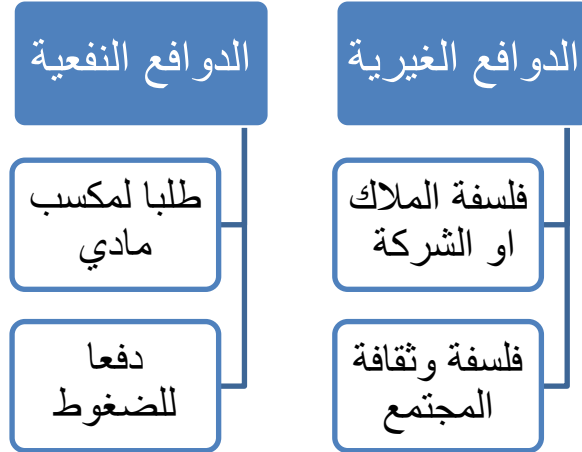 الدوافع الغيرية
فلسفة الملاك
او الشركة
فلسفة وثقافة
المجتمع
الدوافع النفعية
طلبا لمكسب
مادي
دفعا
للضغوط